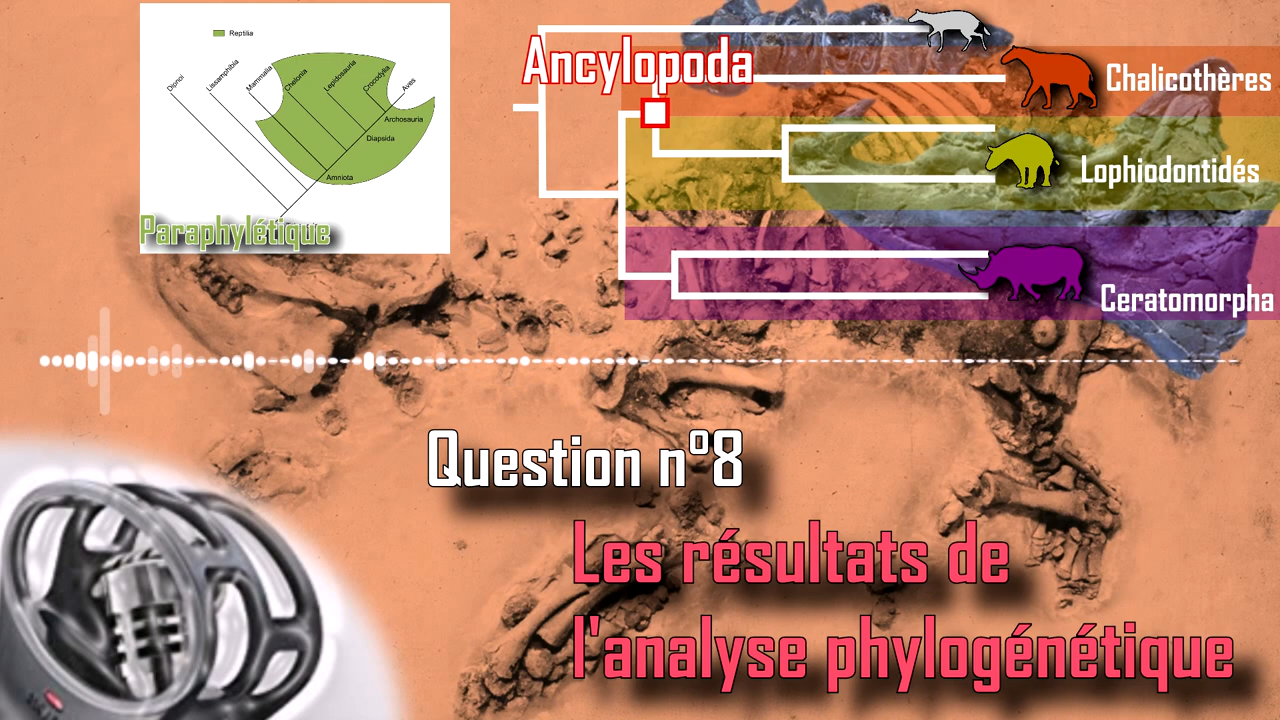 Reptilia
Dipnoi
Lissamphibia
Mammalia
Chelonia
Lepidosauria
Crocodylia
Aves
Archosauria
Diapsida
Amniota
Paraphylétique
Ancylopoda
Chalicothères
Lophiodontidés
Ceratomorpha
Question n°8
Les résultats de
l'analyse phylogénétique